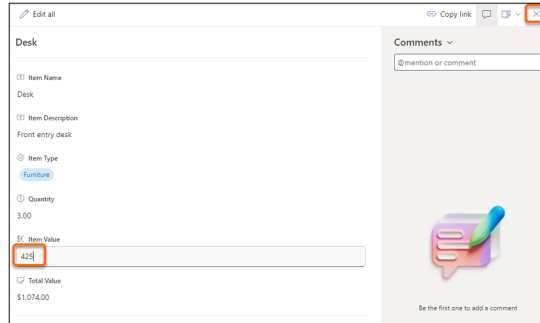 Edit all
Copy link
Desk
Item Name
Desk
Item Description
Front entry desk
Item Type
Furniture
Quantity
3.00
Item Value
425
Total Value
$1,074.00
Comments
@mention or comment
Be the first one to add a comment